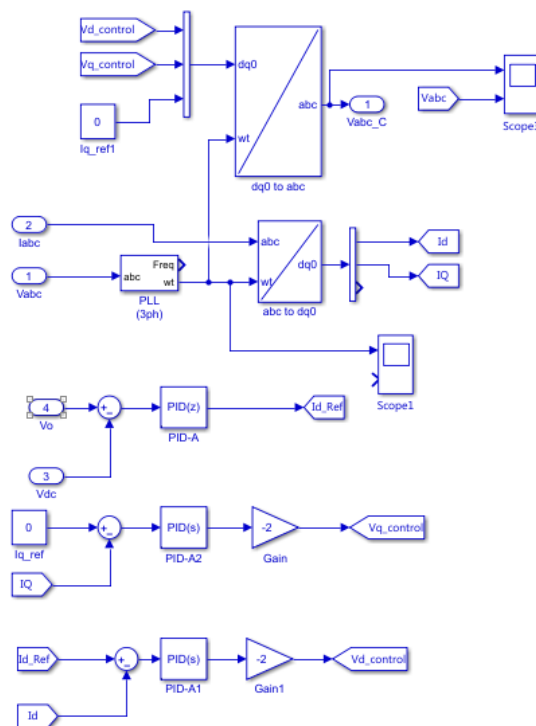 Vd_control
Vq_control
0
Iq_ref1
dq0
wt
abc
dq0 to abc
1
Vabc_C
Vabc
Scope3
2
Iabc
1
Vabc
abc
Freq
wt
PLL
(3ph)
abc
wt
dq0
abc to dq0
Id
IQ
Scope1
4
Vo
+
-
PID(z)
PID-A
Id_Ref
3
Vdc
0
Iq_ref
+
-
PID(s)
PID-A2
-2
Gain
Vq_control
IQ
Id_Ref
+
-
PID(s)
PID-A1
-2
Gain1
Vd_control
Id